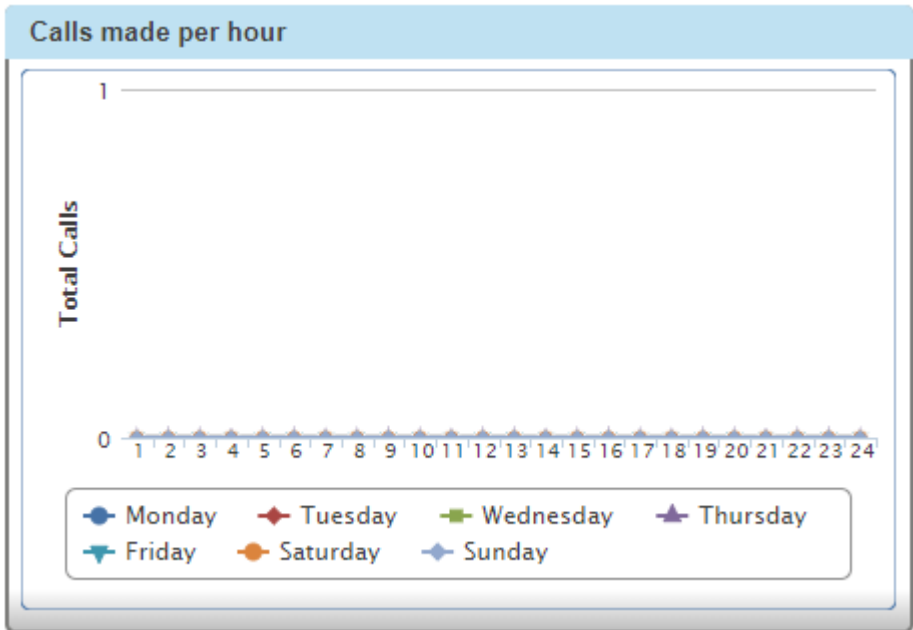 Calls made per hour
1
Total Calls
0
1 2 3 4 5 6 7 8 9 10 11 12 13 14 15 16 17 18 19 20 21 22 23 24
Monday Tuesday Wednesday Thursday
Friday Saturday Sunday